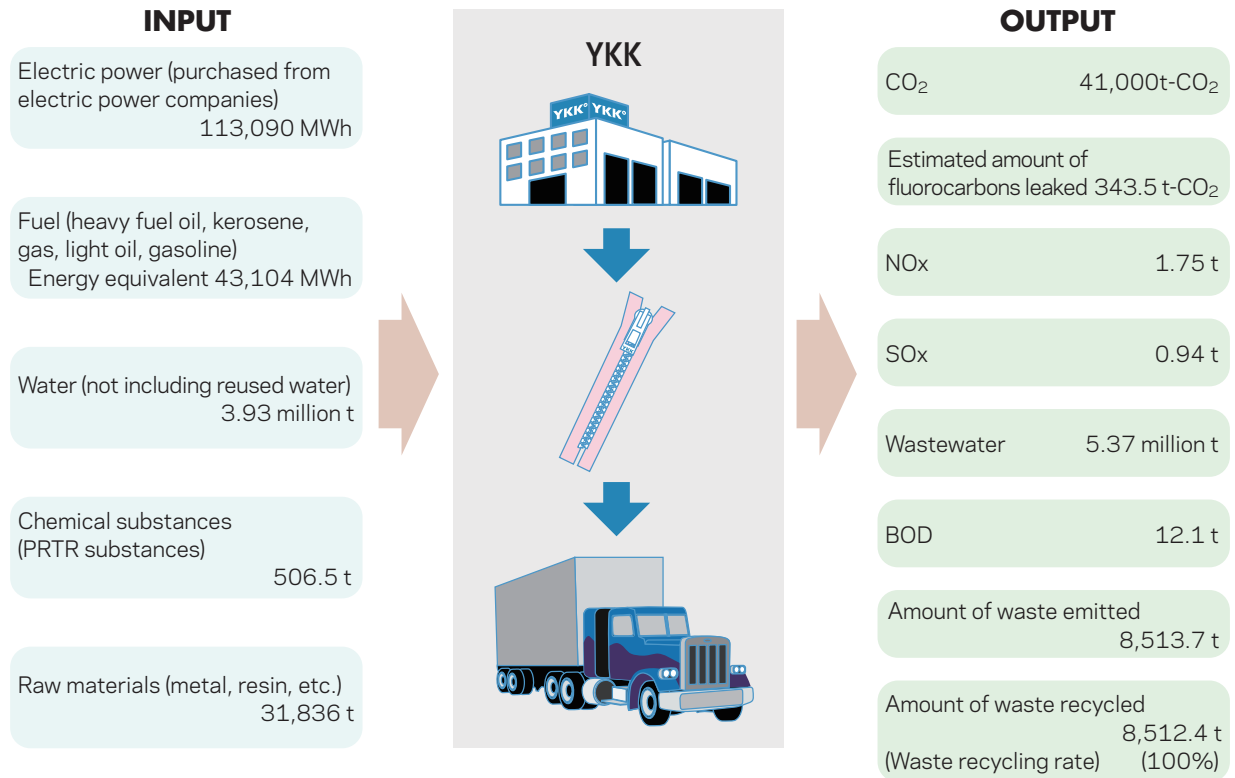 INPUT
Electric power (purchased from
electric power companies)
113,090 MWh
Fuel (heavy fuel oil, kerosene,
gas, light oil, gasoline)
Energy equivalent 43,104 MWh
Water (not including reused water)
3.93 million t
Chemical substances
(PRTR substances)
506.5 t
Raw materials (metal, resin, etc.)
31,836 t
YKK
YKK° YKK°
OUTPUT
CO₂ 41,000t-CO₂
Estimated amount of
fluorocarbons leaked 343.5 t-CO₂
NOx 1.75 t
SOx 0.94 t
Wastewater 5.37 million t
BOD 12.1 t
Amount of waste emitted
8,513.7 t
Amount of waste recycled
8,512.4 t
(Waste recycling rate) (100%)